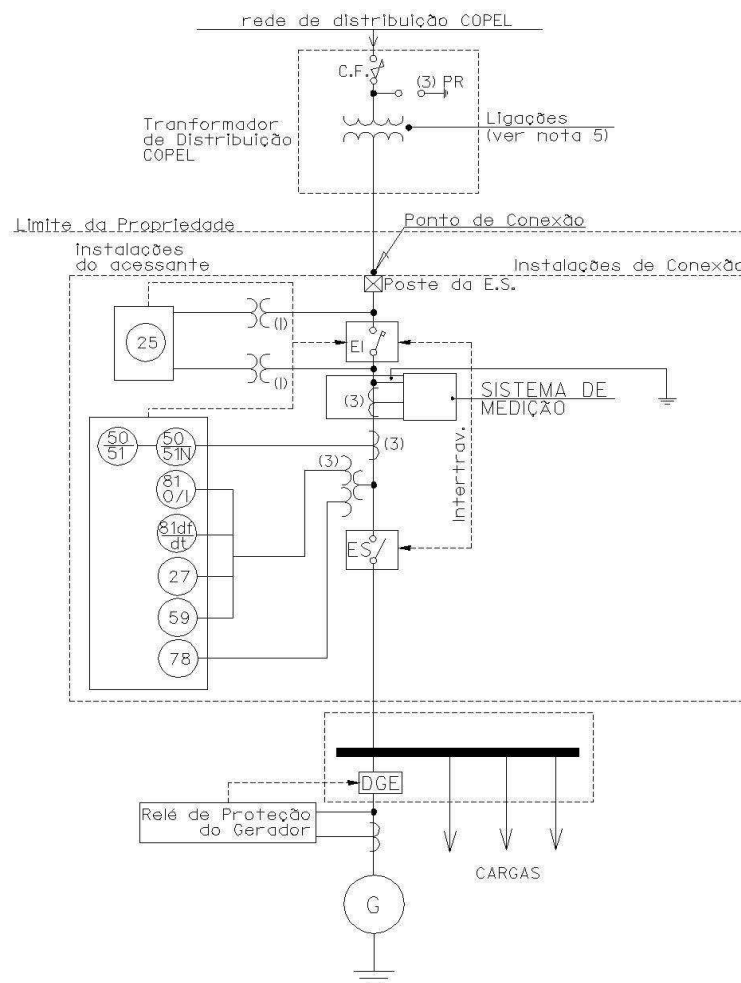 rede de distribuição COPEL
C.F.
(3) PR
Tranformador
de Distribuição
COPEL
Ligações
(ver nota 5)
Limite da Propriedade
Ponto de Conexão
instalações
do acessante
Instalações de Conexão
Poste da E.S.
25
(1)
EI
(1)
(3)
SISTEMA DE
MEDIÇÃO
50
51
50
51N
(3)
(3)
81
O/I
81df
dt
27
59
78
ES
Intertrav.
DGE
Relé de Proteção
do Gerador
CARGAS
G